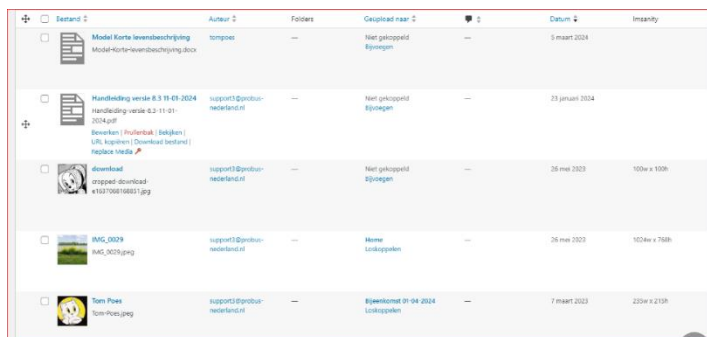 Bestand Auteur Folders Geüpload naar Datum Imsanity
Model Korte levensbeschrijving tompoes — Niet gekoppeld — 5 maart 2024
Model-Korte-levensbeschrijving.docx Bijvoegen
Handleiding versie 8.3 11-01-2024 support3@probus- — Niet gekoppeld — 23 januari 2024
Handleiding-versie-8.3-11-01- nederland.nl Bijvoegen
2024.pdf
Bewerken | Prullenbak | Bekijken |
URL kopiëren | Download bestand |
Replace Media
download support3@probus- — Niet gekoppeld — 26 mei 2023 100w x 100h
cropped-download- nederland.nl Bijvoegen
e1637068168831.jpg
IMG_0029 support3@probus- — Home — 26 mei 2023 1024w x 768h
IMG_0029.jpeg nederland.nl Loskoppelen
Tom Poes support3@probus- — Bijeenkomst 01-04-2024 — 7 maart 2023 235w x 215h
Tom-Poes.jpeg nederland.nl Loskoppelen